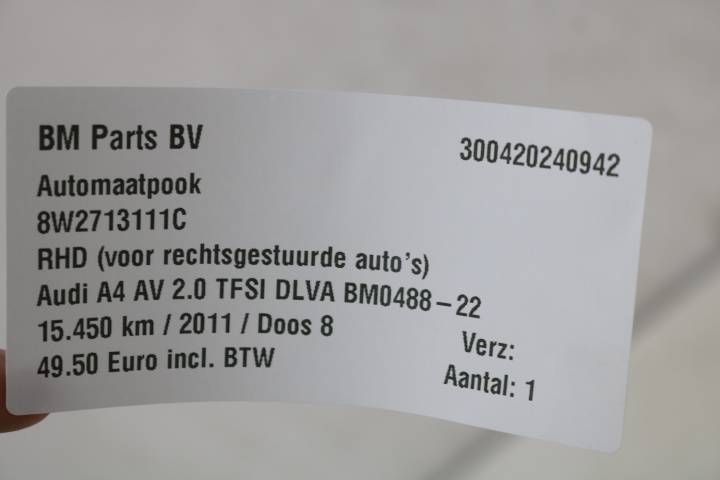 BM Parts BV
300420240942
Automaatpook
8W2713111C
RHD (voor rechtsgestuurde auto's)
Audi A4 AV 2.0 TFSI DLVA BM0488-22
15.450 km / 2011 / Doos 8
Verz:
49.50 Euro incl. BTW
Aantal: 1